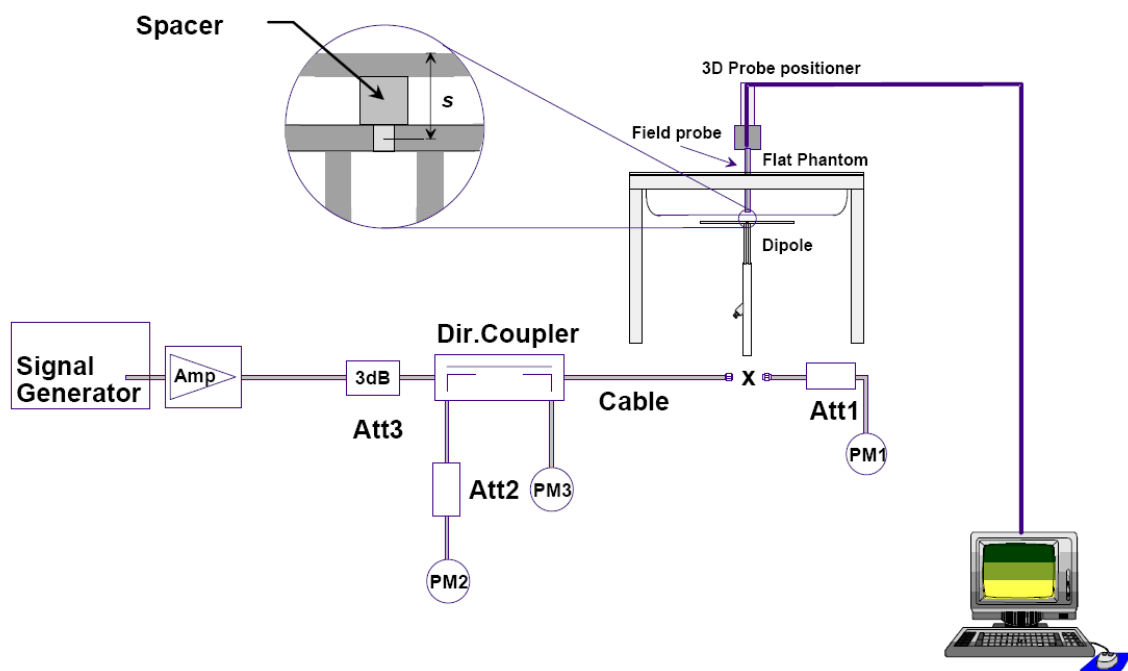 Spacer
s
3D Probe positioner
Field probe
Flat Phantom
Dipole
Dir.Coupler
Signal
Generator
Amp
3dB
Att3
Cable
x
Att1
PM1
Att2
PM3
PM2